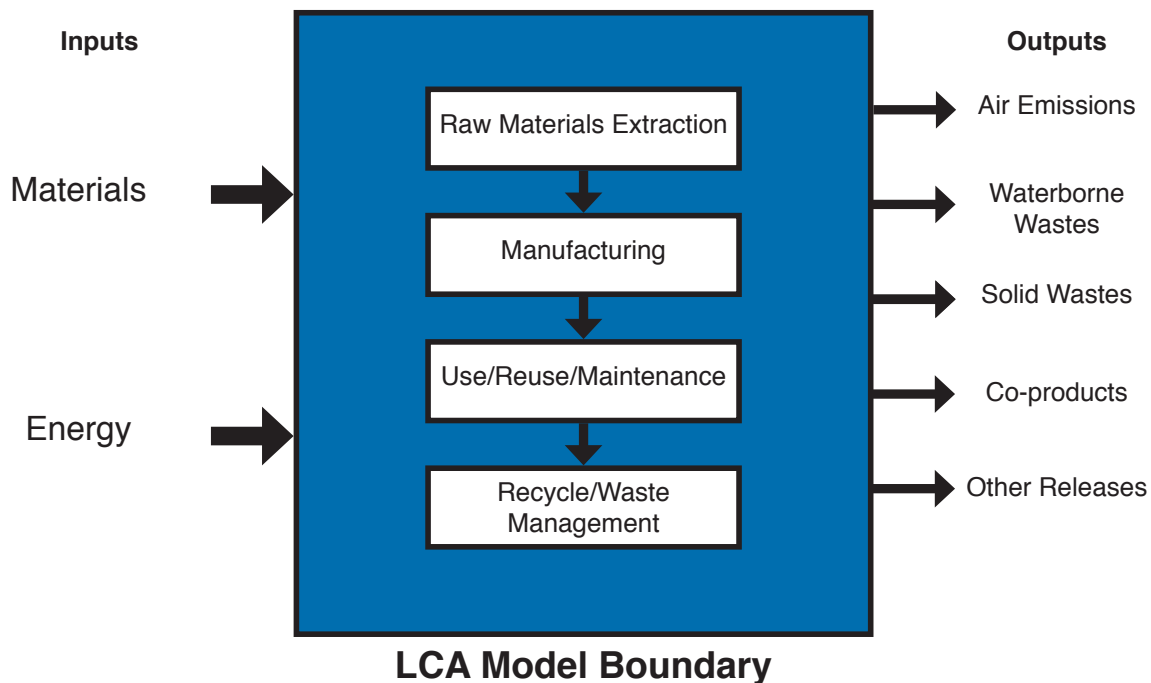 Inputs
Outputs
Materials
Energy
Raw Materials Extraction
Manufacturing
Use/Reuse/Maintenance
Recycle/Waste
Management
Air Emissions
Waterborne
Wastes
Solid Wastes
Co-products
Other Releases
LCA Model Boundary